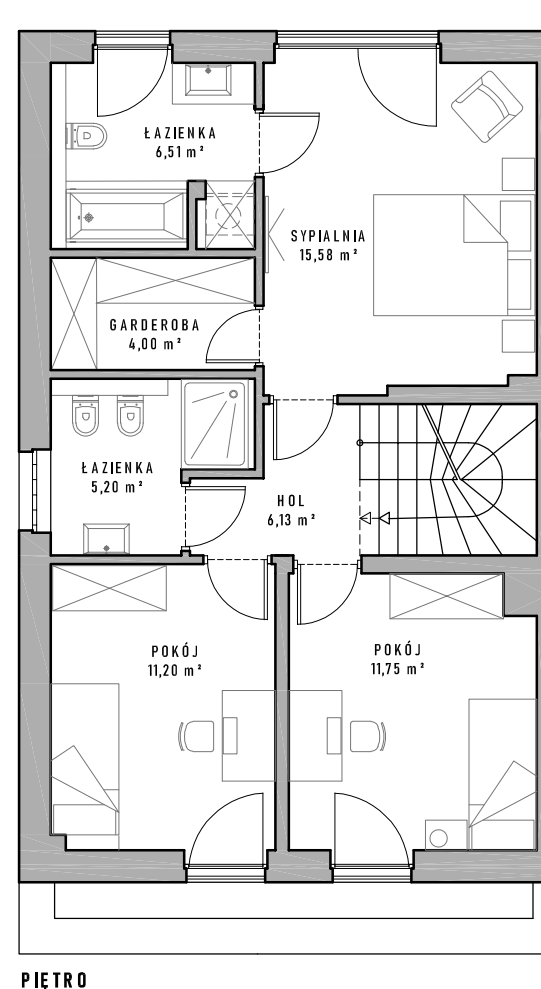 ŁAZIENKA
6,51 m²
SYPIALNIA
15,58 m²
GARDEROBA
4,00 m²
ŁAZIENKA
5,20 m²
HOL
6,13 m²
POKÓJ
11,20 m²
POKÓJ
11,75 m²
PIĘTRO